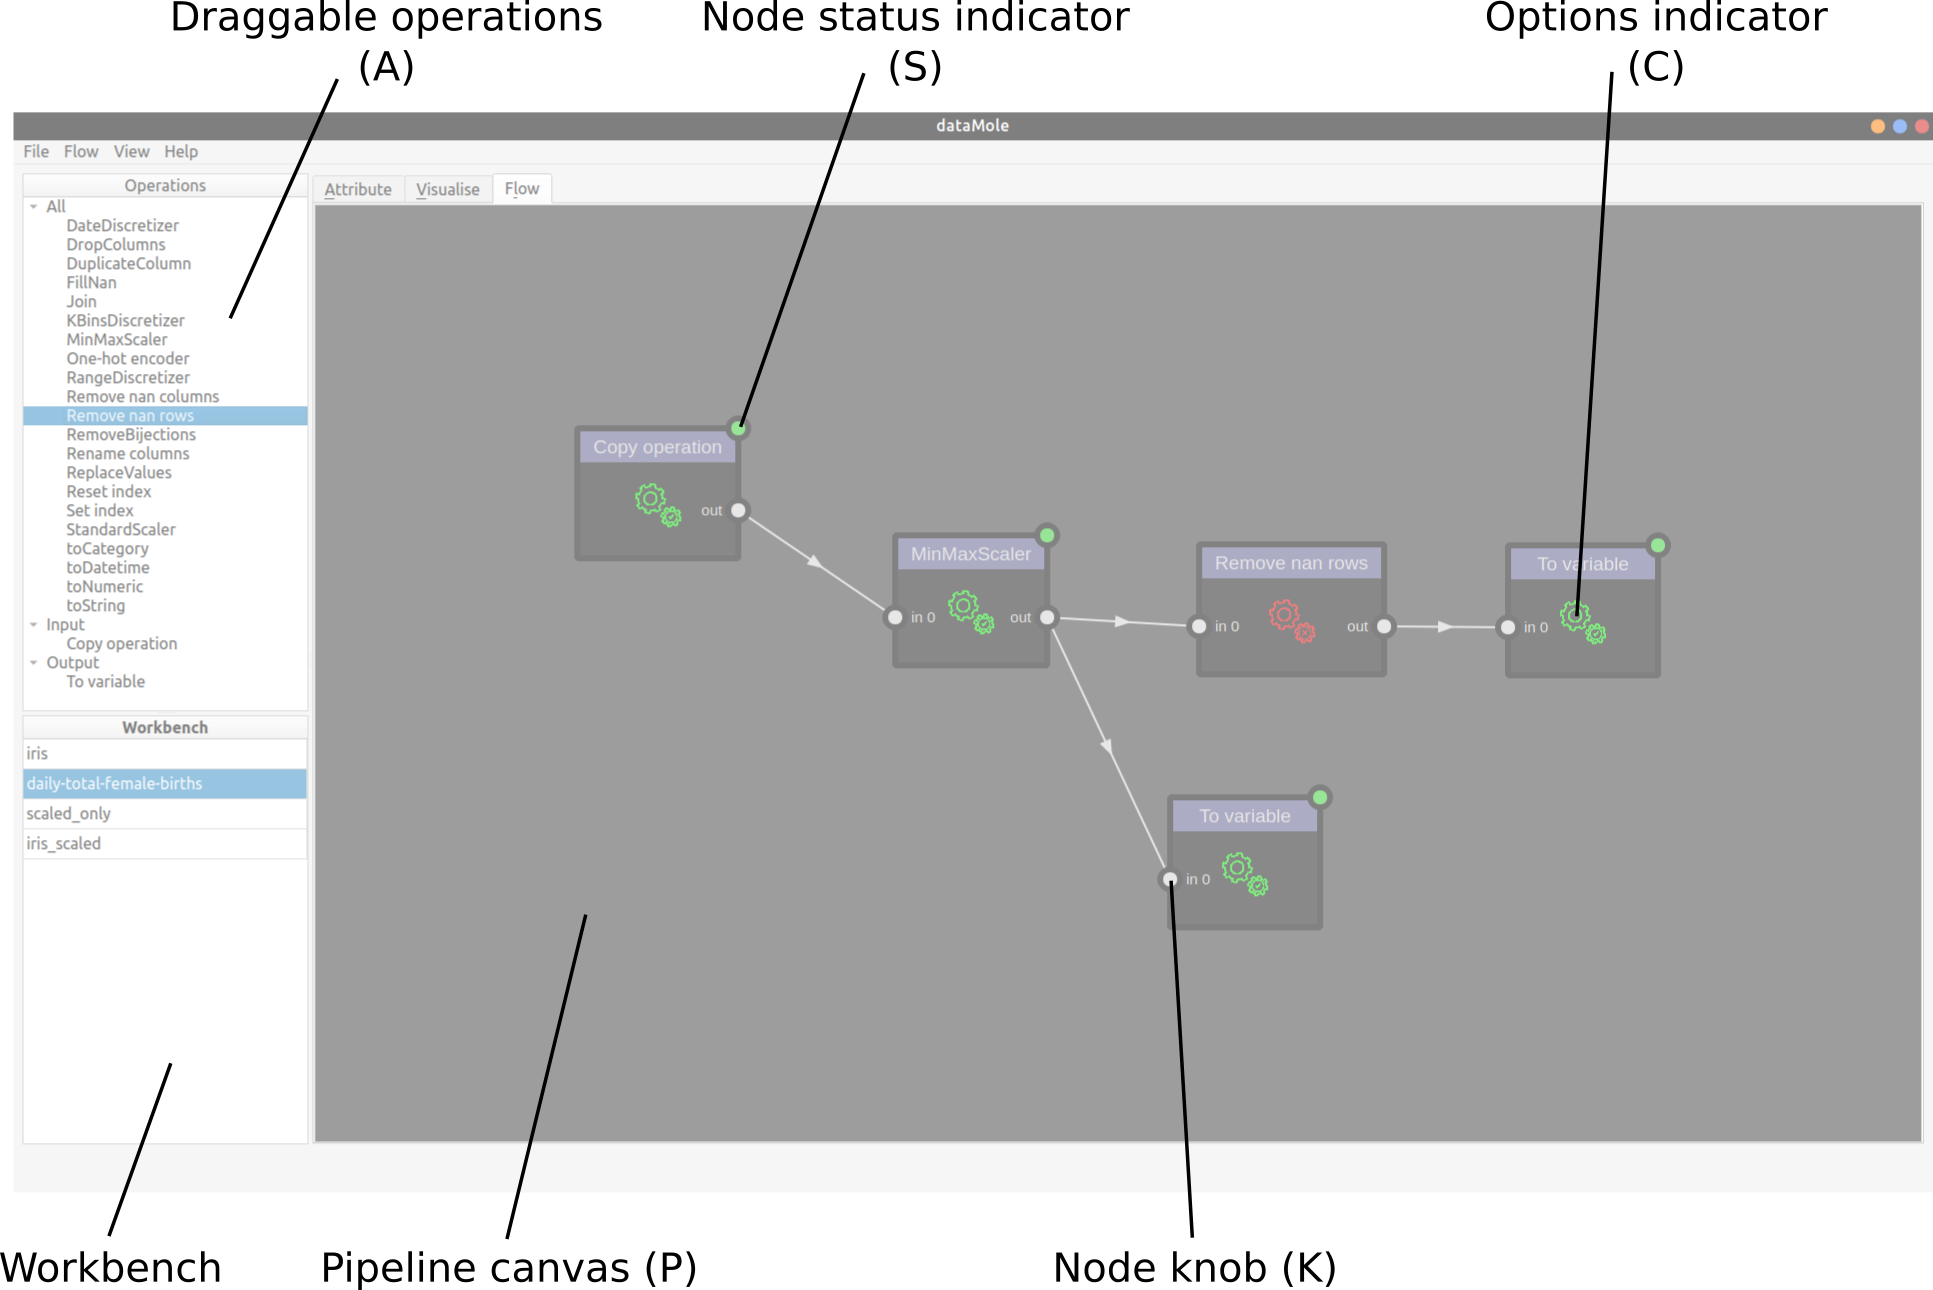 Draggable operations
(A)
Node status indicator
(S)
Options indicator
(C)
dataMole
File Flow View Help
Operations
All
DateDiscretizer
DropColumns
DuplicateColumn
FillNan
Join
KBinsDiscretizer
MinMaxScaler
One-hot encoder
RangeDiscretizer
Remove nan columns
Remove nan rows
RemoveBijections
Rename columns
ReplaceValues
Reset index
Set index
StandardScaler
toCategory
toDatetime
toNumeric
toString
Input
Copy operation
Output
To variable
Workbench
iris
daily-total-female-births
scaled_only
iris_scaled
Attribute Visualise Flow
Copy operation
out
MinMaxScaler
in 0 out
Remove nan rows
in 0 out
To variable
in 0
To variable
in 0
Workbench
Pipeline canvas (P)
Node knob (K)